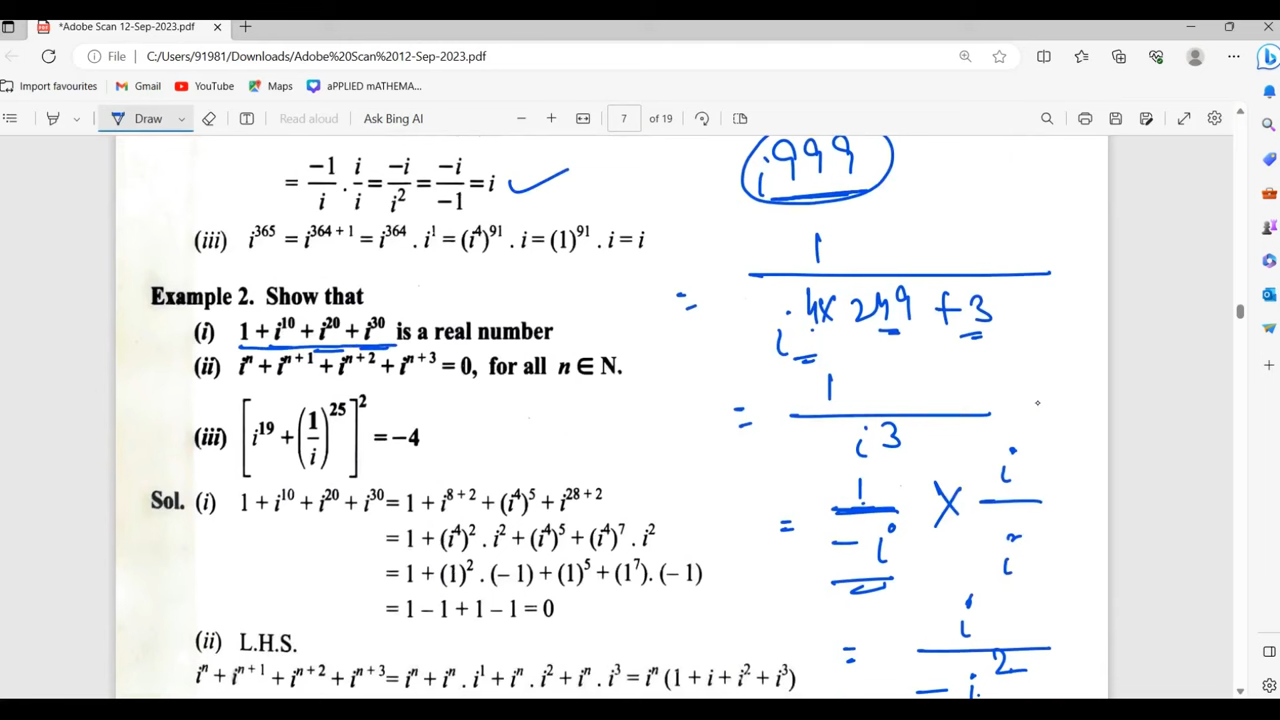 *Adobe Scan 12-Sep-2023.pdf
File C:/Users/91981/Downloads/Adobe%20Scan%2012-Sep-2023.pdf
Import favourites Gmail YouTube Maps aPPLIED mATHEMA...
Draw Read aloud Ask Bing AI 7 of 19
= -1/i . i/i = -i/i² = -i/-1 = i
(iii) i³⁶⁵ = i³⁶⁴⁺¹ = i³⁶⁴ . i¹ = (i⁴)⁹¹ . i = (1)⁹¹ . i = i
Example 2. Show that
(i) 1 + i¹⁰ + i²⁰ + i³⁰ is a real number
(ii) iⁿ + iⁿ⁺¹ + iⁿ⁺² + iⁿ⁺³ = 0, for all n ∈ N.
(iii) [i¹⁹ + (1/i)²⁵]² = -4
Sol. (i) 1 + i¹⁰ + i²⁰ + i³⁰ = 1 + i⁸⁺² + (i⁴)⁵ + i²⁸⁺²
= 1 + (i⁴)² . i² + (i⁴)⁵ + (i⁴)⁷ . i²
= 1 + (1)² . (- 1) + (1)⁵ + (1⁷). (- 1)
= 1 – 1 + 1 – 1 = 0
(ii) L.H.S.
iⁿ + iⁿ⁺¹ + iⁿ⁺² + iⁿ⁺³ = iⁿ + iⁿ . i¹ + iⁿ . i² + iⁿ . i³ = iⁿ (1 + i + i² + i³)
i⁹⁹⁹
= 1
i 4x 249 + 3
= 1
i³
= 1/-i X i/i
= i
- i²